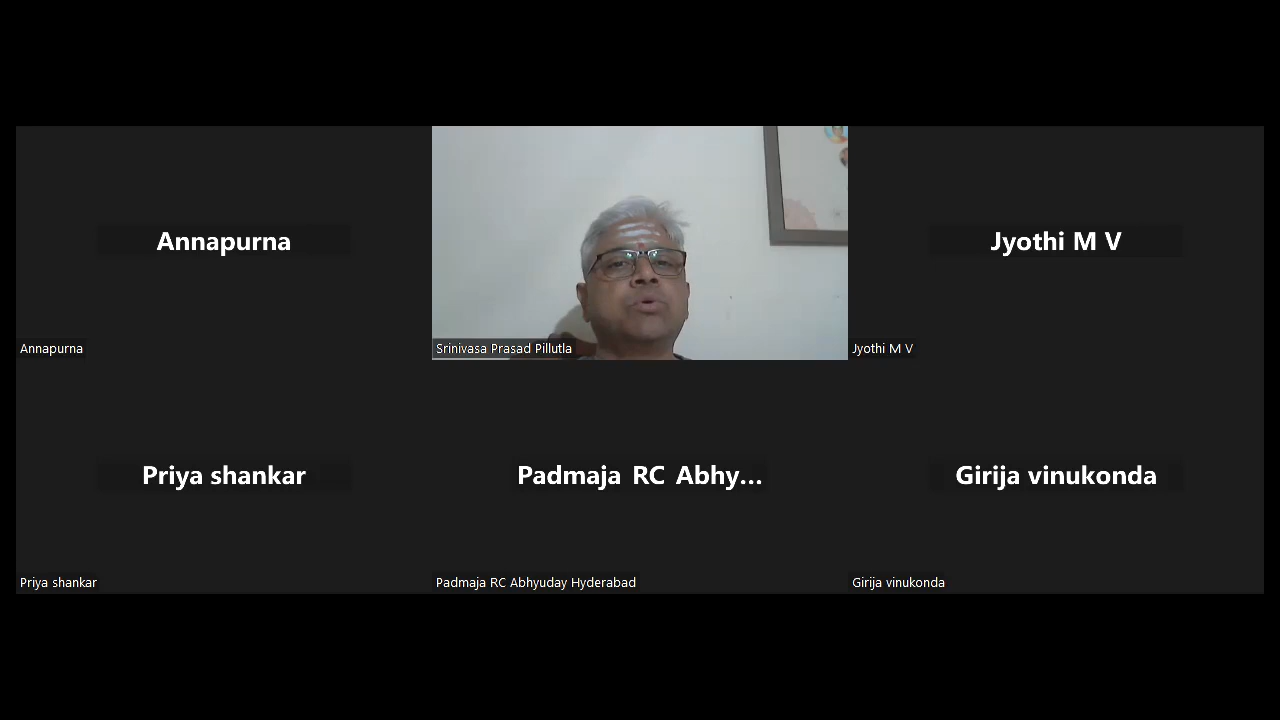 Annapurna
Annapurna
Srinivasa Prasad Pillutla
Jyothi M V
Jyothi M V
Priya shankar
Priya shankar
Padmaja RC Abhy...
Padmaja RC Abhyuday Hyderabad
Girija vinukonda
Girija vinukonda